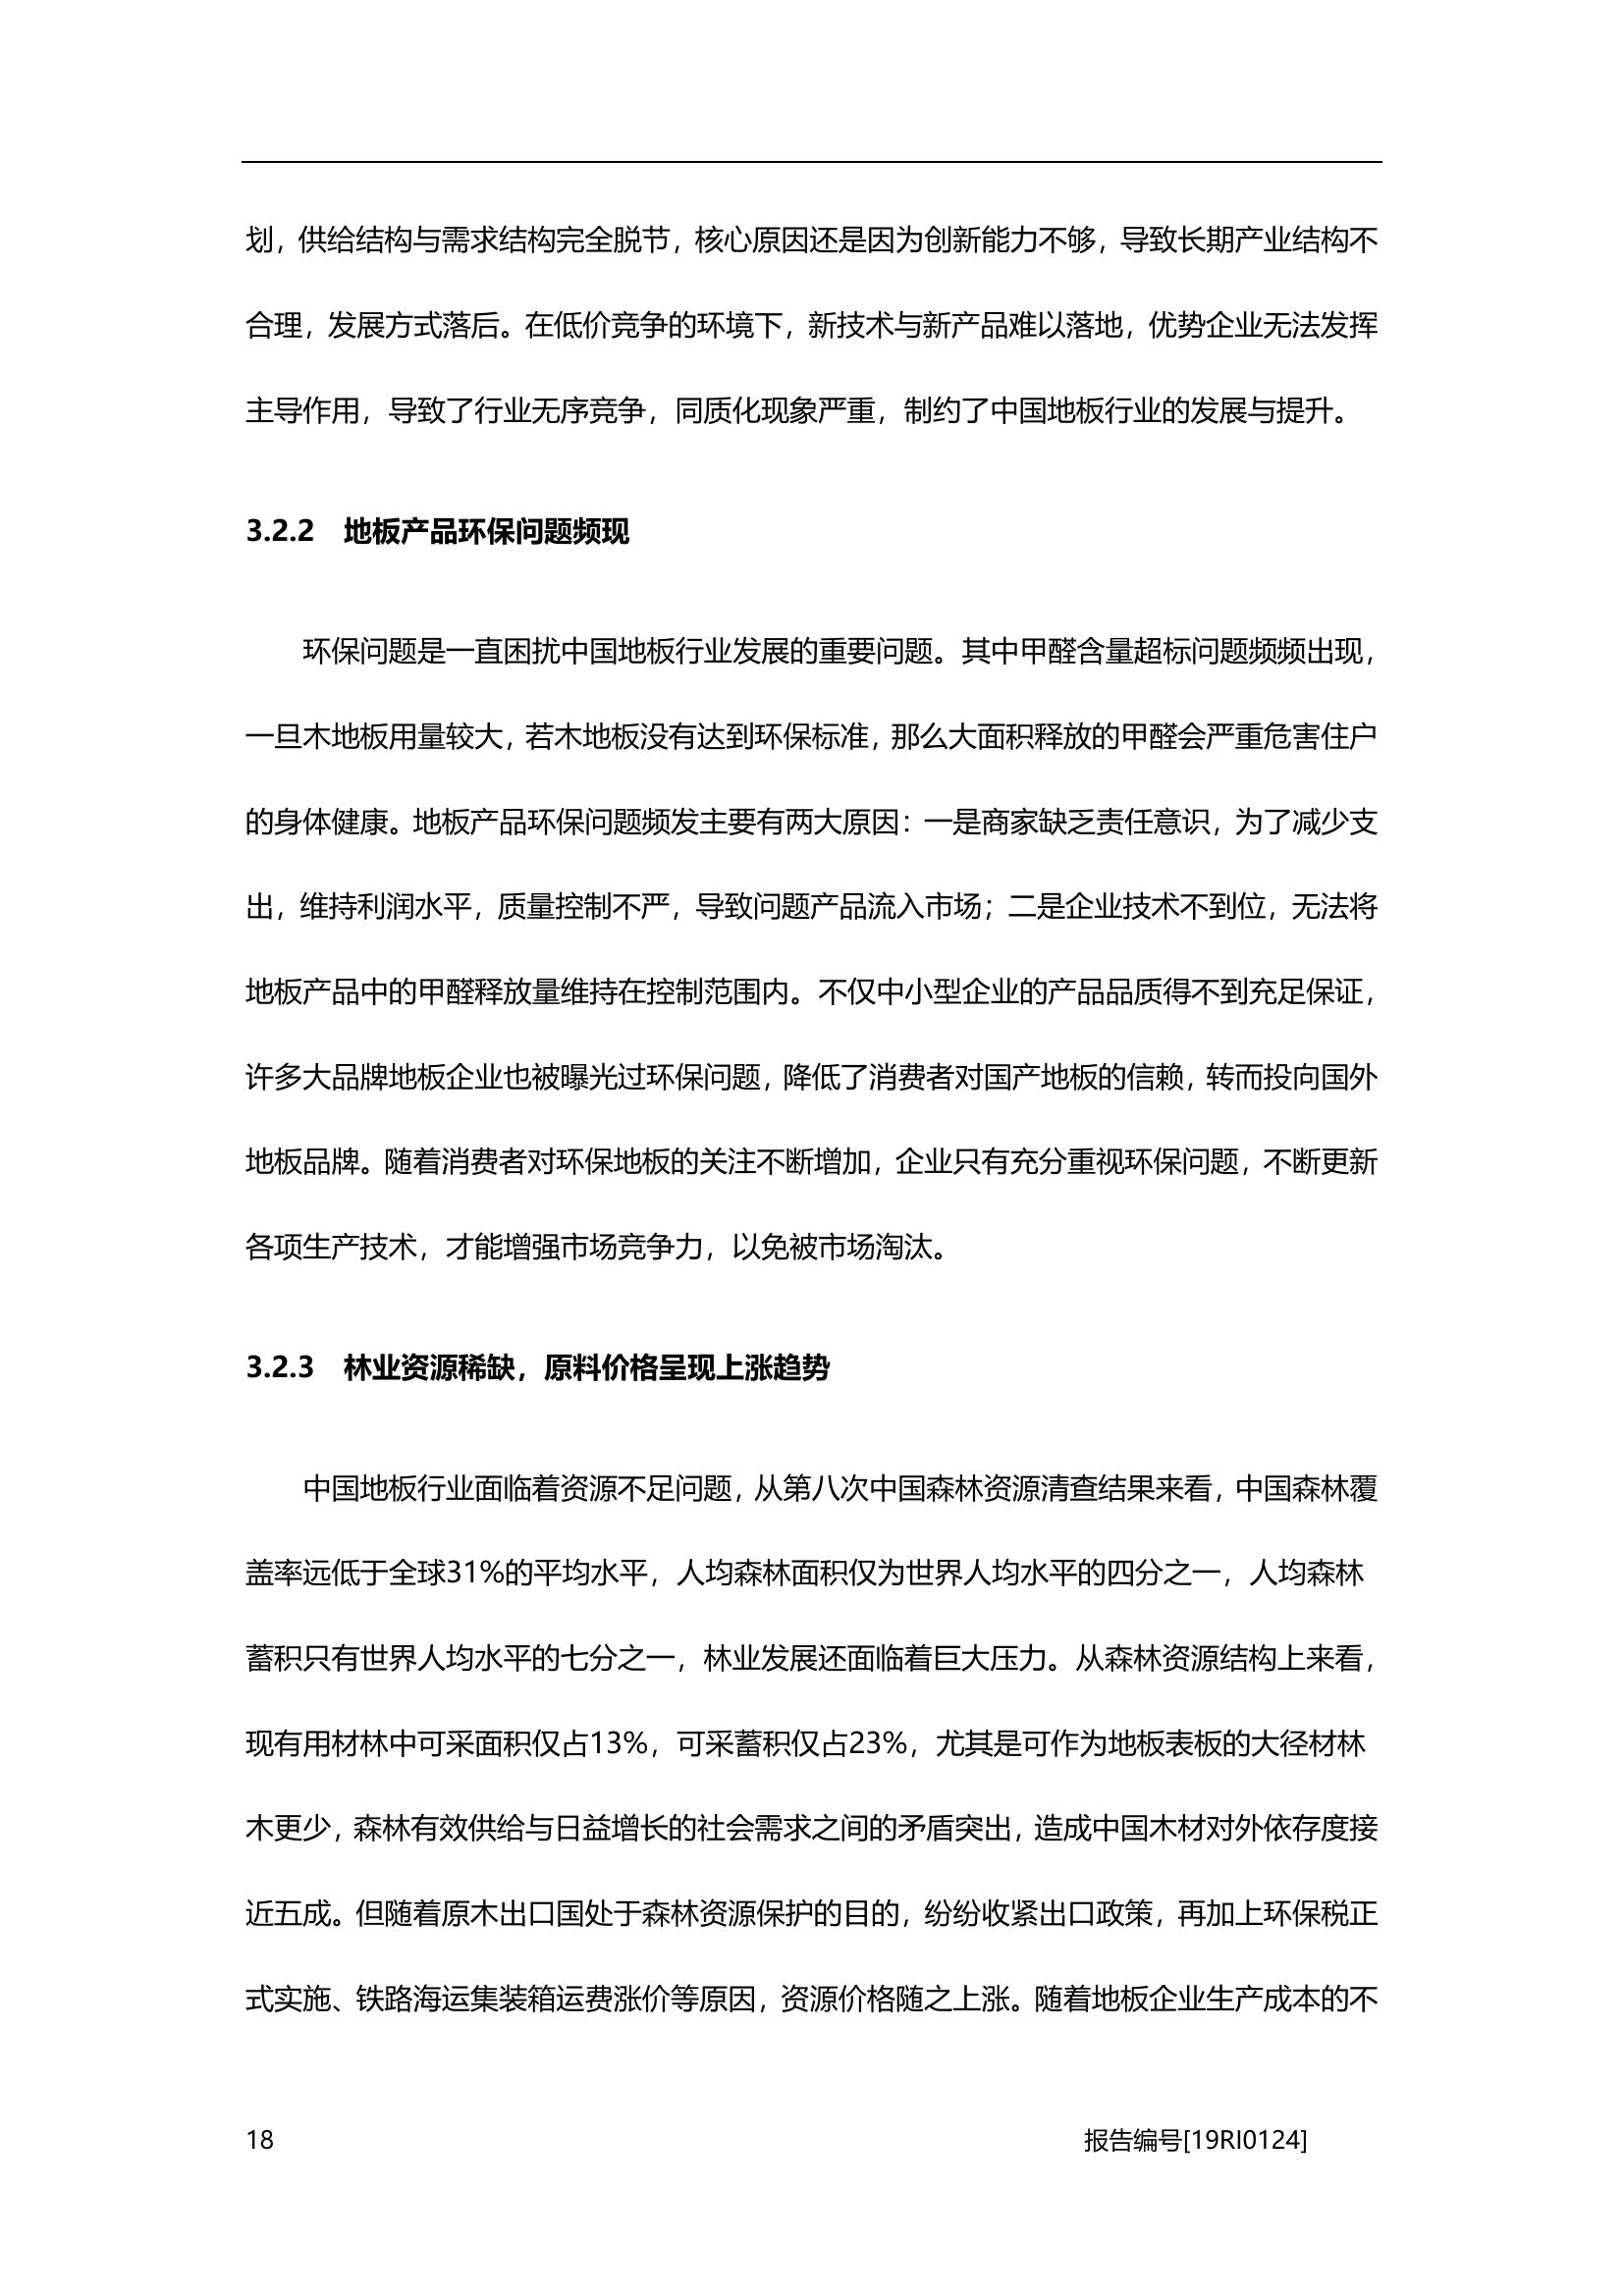 划，供给结构与需求结构完全脱节，核心原因还是因为创新能力不够，导致长期产业结构不
合理，发展方式落后。在低价竞争的环境下，新技术与新产品难以落地，优势企业无法发挥
主导作用，导致了行业无序竞争，同质化现象严重，制约了中国地板行业的发展与提升。
3.2.2 地板产品环保问题频现
环保问题是一直困扰中国地板行业发展的重要问题。其中甲醛含量超标问题频频出现，
一旦木地板用量较大，若木地板没有达到环保标准，那么大面积释放的甲醛会严重危害住户
的身体健康。地板产品环保问题频发主要有两大原因：一是商家缺乏责任意识，为了减少支
出，维持利润水平，质量控制不严，导致问题产品流入市场；二是企业技术不到位，无法将
地板产品中的甲醛释放量维持在控制范围内。不仅中小型企业的产品品质得不到充足保证，
许多大品牌地板企业也被曝光过环保问题，降低了消费者对国产地板的信赖，转而投向国外
地板品牌。随着消费者对环保地板的关注不断增加，企业只有充分重视环保问题，不断更新
各项生产技术，才能增强市场竞争力，以免被市场淘汰。
3.2.3 林业资源稀缺，原料价格呈现上涨趋势
中国地板行业面临着资源不足问题，从第八次中国森林资源清查结果来看，中国森林覆
盖率远低于全球31%的平均水平，人均森林面积仅为世界人均水平的四分之一，人均森林
蓄积只有世界人均水平的七分之一，林业发展还面临着巨大压力。从森林资源结构上来看，
现有用材林中可采面积仅占13%，可采蓄积仅占23%，尤其是可作为地板表板的大径材林
木更少，森林有效供给与日益增长的社会需求之间的矛盾突出，造成中国木材对外依存度接
近五成。但随着原木出口国处于森林资源保护的目的，纷纷收紧出口政策，再加上环保税正
式实施、铁路海运集装箱运费涨价等原因，资源价格随之上涨。随着地板企业生产成本的不
18 报告编号[19RI0124]